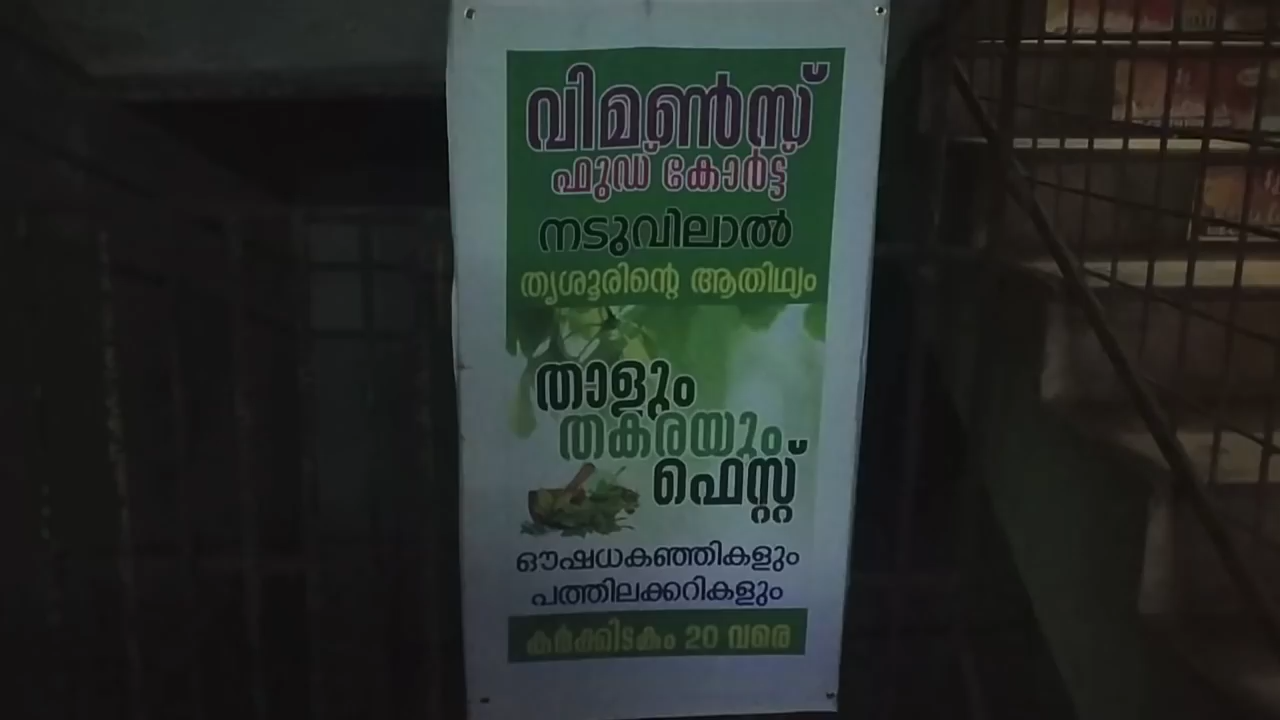 വിമൺസ്
ഫുഡ് കോർട്ട്
നടുവിലാൽ
തൃശൂരിന്റെ ആതിഥ്യം
താളും
തകരയും
ഫെസ്റ്റ്
ഔഷധകഞ്ഞികളും
പത്തിലക്കറികളും
കർക്കിടകം 20 വരെ